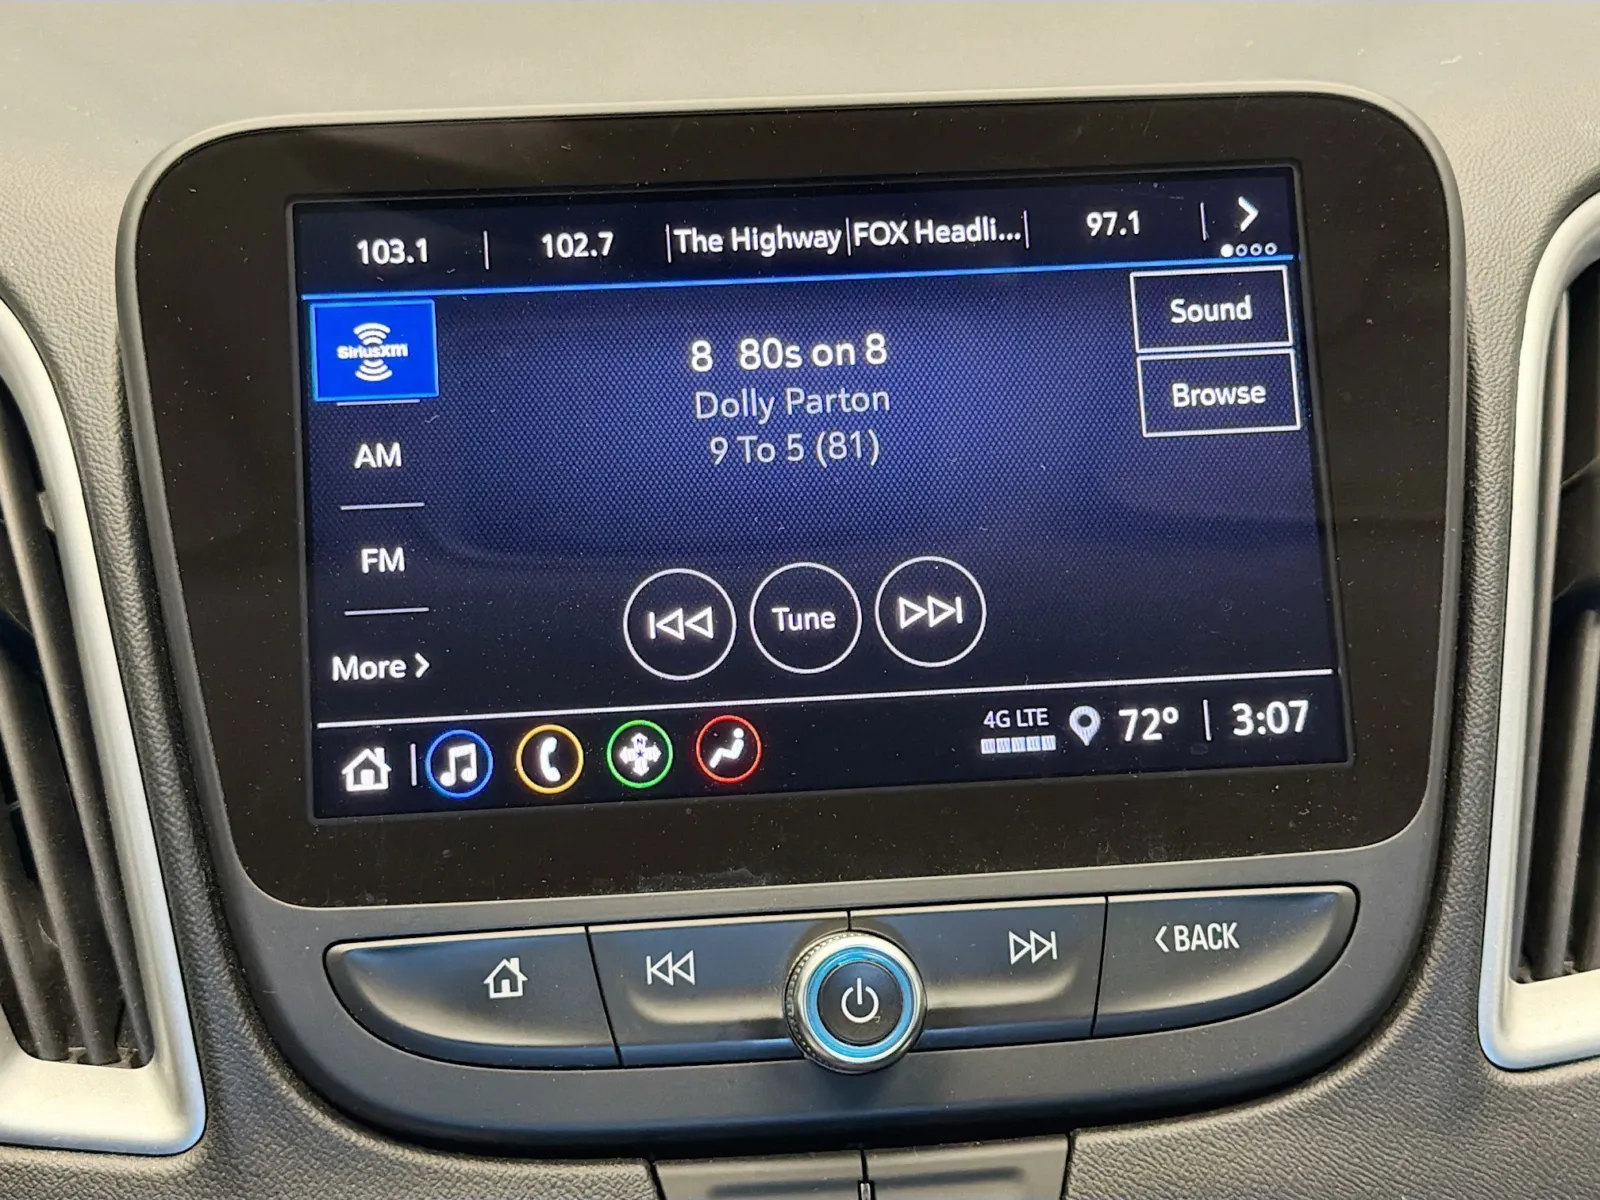 103.1
102.7
The Highway
FOX Headli...
97.1
SiriusXM
8 80s on 8
Sound
Dolly Parton
Browse
9 To 5 (81)
AM
FM
Tune
More
4G LTE
72°
3:07
BACK